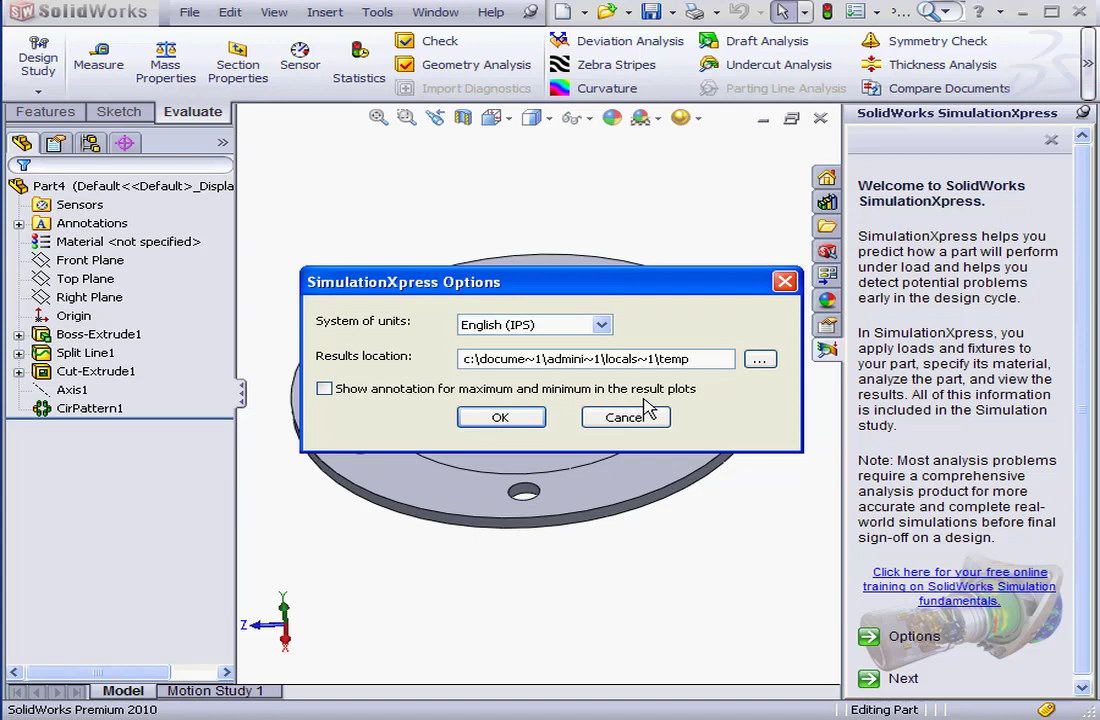 SolidWorks
File Edit View Insert Tools Window Help
Design Study
Measure
Mass Properties
Section Properties
Sensor
Statistics
Check
Geometry Analysis
Import Diagnostics
Deviation Analysis
Zebra Stripes
Curvature
Draft Analysis
Undercut Analysis
Parting Line Analysis
Symmetry Check
Thickness Analysis
Compare Documents
Features Sketch Evaluate
Part4 (Default<<Default>_Displa
Sensors
Annotations
Material <not specified>
Front Plane
Top Plane
Right Plane
Origin
Boss-Extrude1
Split Line1
Cut-Extrude1
Axis1
CirPattern1
SimulationXpress Options
System of units: English (IPS)
Results location: c:\docume~1\admini~1\locals~1\temp ...
Show annotation for maximum and minimum in the result plots
OK Cancel
Y
Z
X
SolidWorks SimulationXpress
Welcome to SolidWorks
SimulationXpress.
SimulationXpress helps you
predict how a part will perform
under load and helps you
detect potential problems
early in the design cycle.
In SimulationXpress, you
apply loads and fixtures to
your part, specify its material,
analyze the part, and view the
results. All of this information
is included in the Simulation
study.
Note: Most analysis problems
require a comprehensive
analysis product for more
accurate and complete real-
world simulations before final
sign-off on a design.
Click here for your free online
training on SolidWorks Simulation
fundamentals.
Options
Next
Model Motion Study 1
SolidWorks Premium 2010
Editing Part